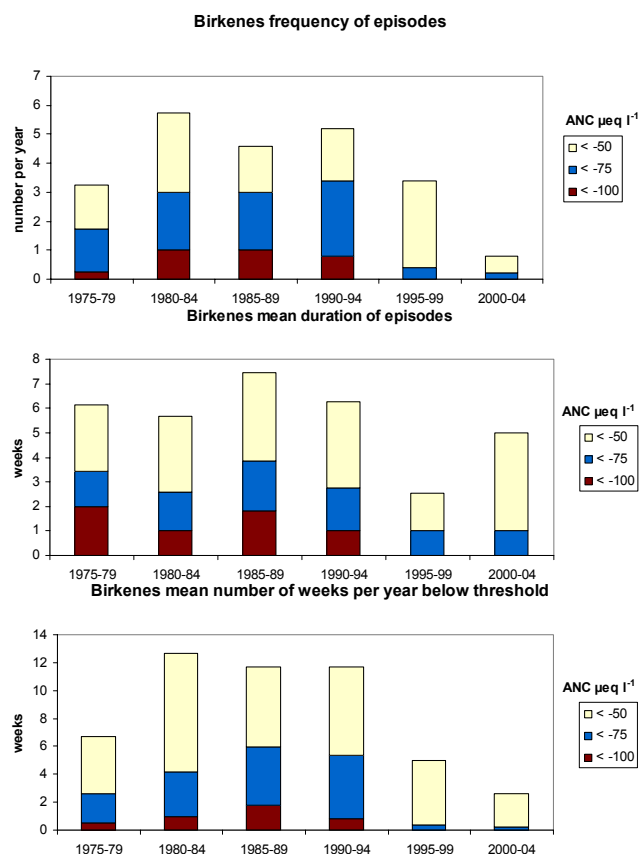 Birkenes frequency of episodes
7
6
5
4
3
2
1
0
number per year
1975-79 1980-84 1985-89 1990-94 1995-99 2000-04
ANC µeq l⁻¹
< -50
< -75
< -100
Birkenes mean duration of episodes
8
7
6
5
4
3
2
1
0
weeks
1975-79 1980-84 1985-89 1990-94 1995-99 2000-04
ANC µeq l⁻¹
< -50
< -75
< -100
Birkenes mean number of weeks per year below threshold
14
12
10
8
6
4
2
0
weeks
1975-79 1980-84 1985-89 1990-94 1995-99 2000-04
ANC µeq l⁻¹
< -50
< -75
< -100